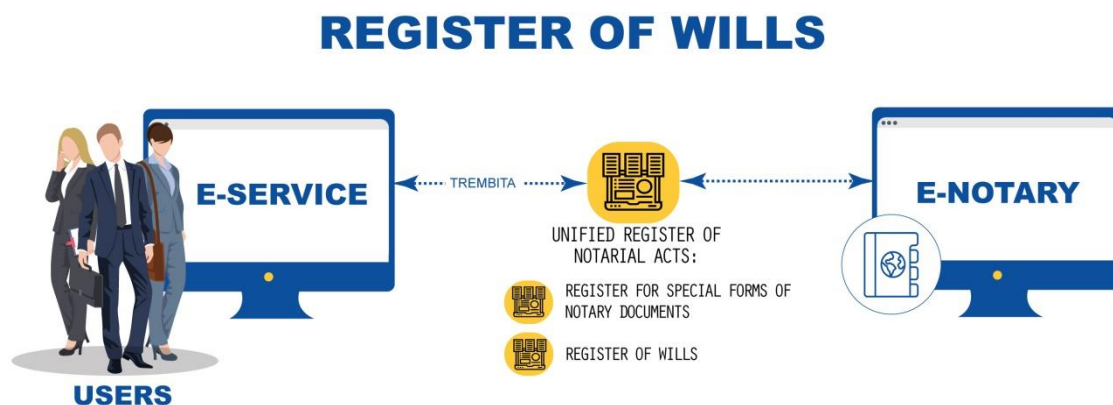 REGISTER OF WILLS
E-SERVICE
TREMBITA
E-NOTARY
UNIFIED REGISTER OF
NOTARIAL ACTS:
REGISTER FOR SPECIAL FORMS OF
NOTARY DOCUMENTS
REGISTER OF WILLS
USERS